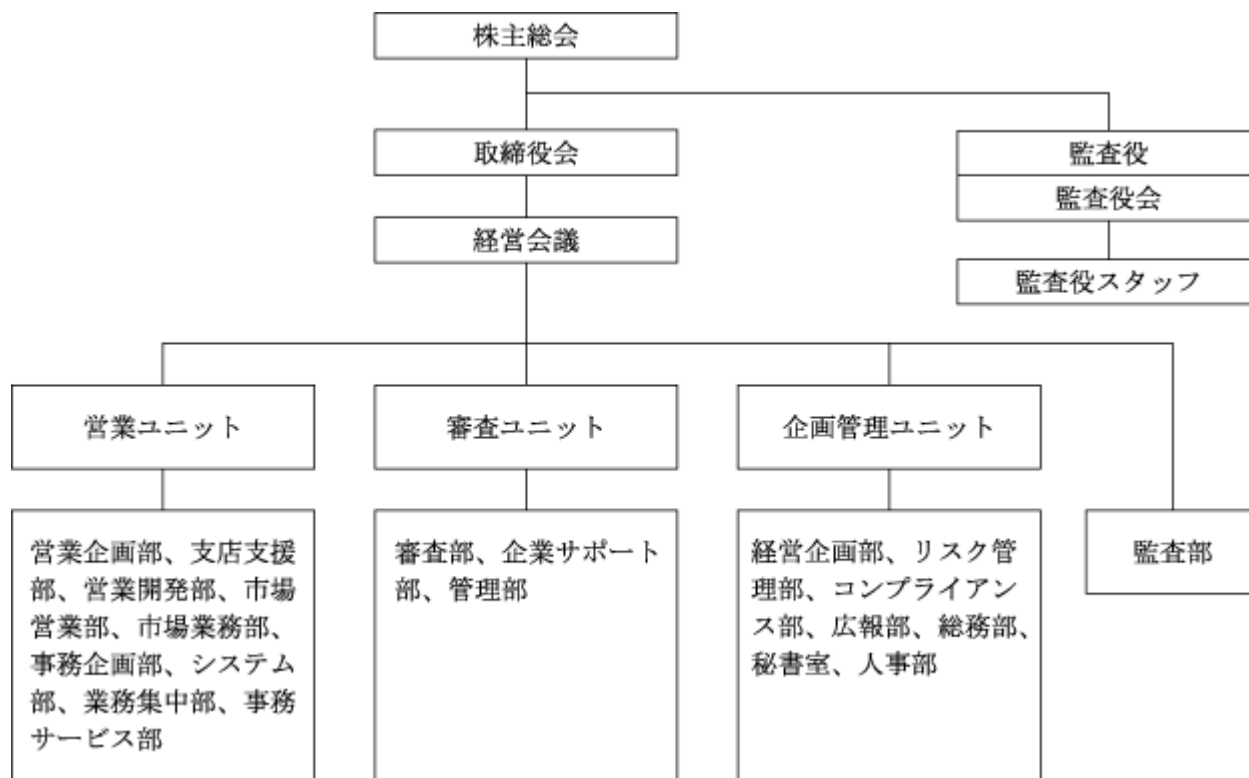 株主総会
取締役会
監査役
監査役会
経営会議
監査役スタッフ
営業ユニット
審査ユニット
企画管理ユニット
営業企画部、支店支援
部、営業開発部、市場
営業部、市場業務部、
事務企画部、システム
部、業務集中部、事務
サービス部
審査部、企業サポート
部、管理部
経営企画部、リスク管
理部、コンプライアン
ス部、広報部、総務部、
秘書室、人事部
監査部